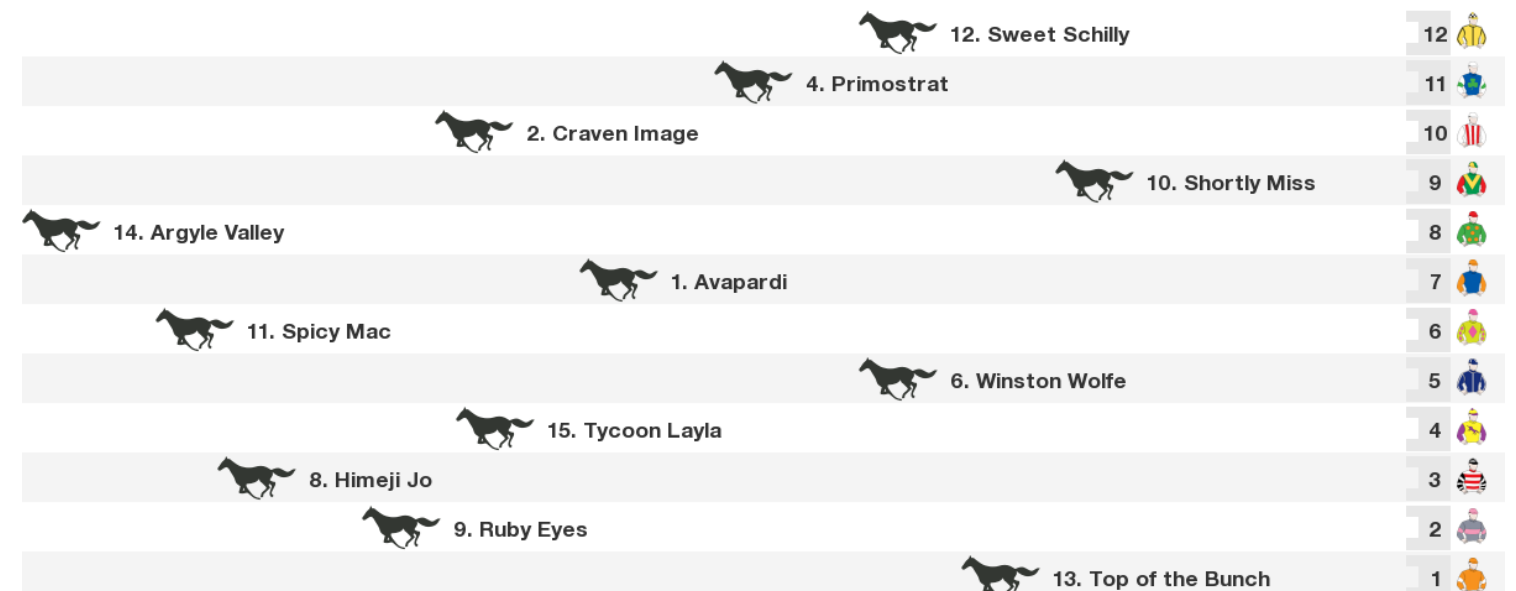 12. Sweet Schilly 12
4. Primostrat 11
2. Craven Image 10
10. Shortly Miss 9
14. Argyle Valley 8
1. Avapardi 7
11. Spicy Mac 6
6. Winston Wolfe 5
15. Tycoon Layla 4
8. Himeji Jo 3
9. Ruby Eyes 2
13. Top of the Bunch 1